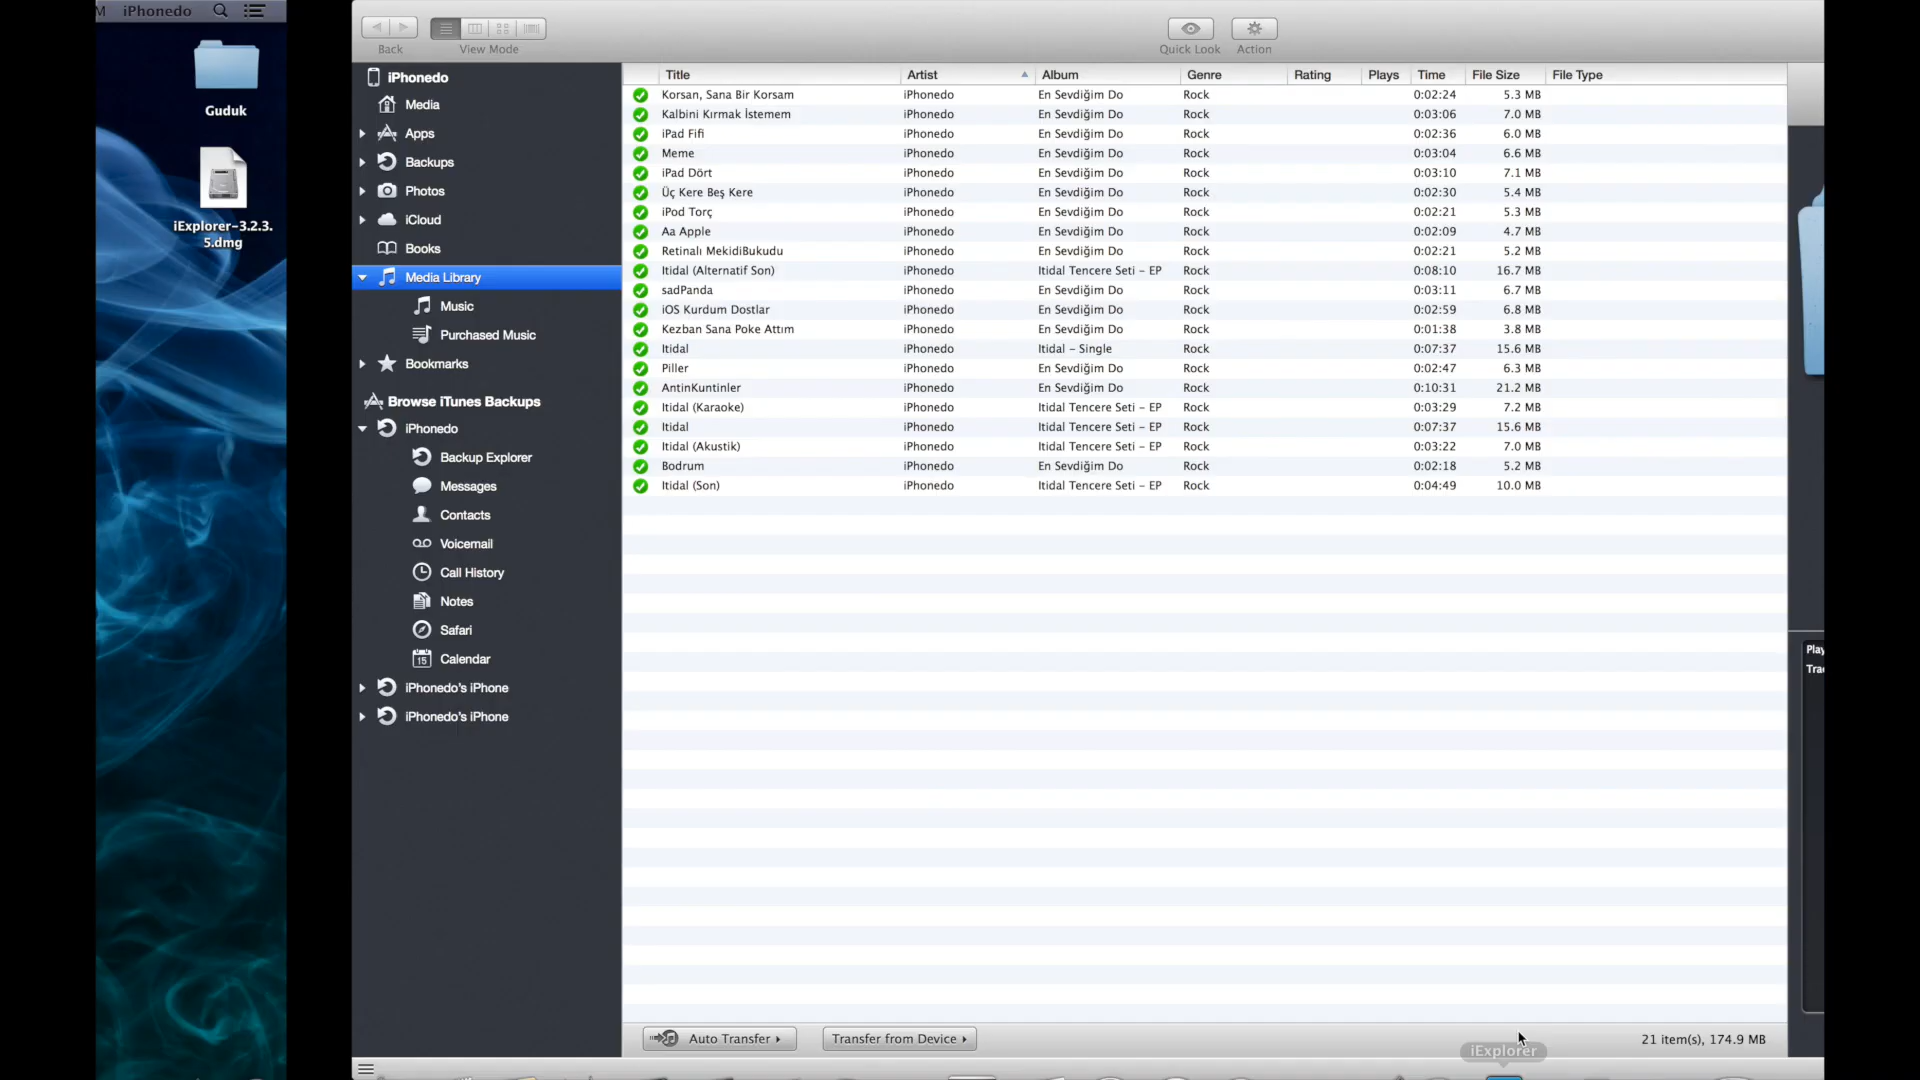 M iPhonedo
Guduk
iExplorer-3.2.3.
5.dmg
Back
View Mode
Quick Look
Action
iPhonedo
Media
Apps
Backups
Photos
iCloud
Books
Media Library
Music
Purchased Music
Bookmarks
Browse iTunes Backups
iPhonedo
Backup Explorer
Messages
Contacts
Voicemail
Call History
Notes
Safari
15 Calendar
iPhonedo's iPhone
iPhonedo's iPhone
Title Artist Album Genre Rating Plays Time File Size File Type
Korsan, Sana Bir Korsam iPhonedo En Sevdiğim Do Rock 0:02:24 5.3 MB
Kalbini Kırmak İstemem iPhonedo En Sevdiğim Do Rock 0:03:06 7.0 MB
iPad Fifi iPhonedo En Sevdiğim Do Rock 0:02:36 6.0 MB
Meme iPhonedo En Sevdiğim Do Rock 0:03:04 6.6 MB
iPad Dört iPhonedo En Sevdiğim Do Rock 0:03:10 7.1 MB
Üç Kere Beş Kere iPhonedo En Sevdiğim Do Rock 0:02:30 5.4 MB
iPod Torç iPhonedo En Sevdiğim Do Rock 0:02:21 5.3 MB
Aa Apple iPhonedo En Sevdiğim Do Rock 0:02:09 4.7 MB
Retinalı MekidiBukudu iPhonedo En Sevdiğim Do Rock 0:02:21 5.2 MB
Itidal (Alternatif Son) iPhonedo Itidal Tencere Seti – EP Rock 0:08:10 16.7 MB
sadPanda iPhonedo En Sevdiğim Do Rock 0:03:11 6.7 MB
iOS Kurdum Dostlar iPhonedo En Sevdiğim Do Rock 0:02:59 6.8 MB
Kezban Sana Poke Attım iPhonedo En Sevdiğim Do Rock 0:01:38 3.8 MB
Itidal iPhonedo Itidal – Single Rock 0:07:37 15.6 MB
Piller iPhonedo En Sevdiğim Do Rock 0:02:47 6.3 MB
AntinKuntinler iPhonedo En Sevdiğim Do Rock 0:10:31 21.2 MB
Itidal (Karaoke) iPhonedo Itidal Tencere Seti – EP Rock 0:03:29 7.2 MB
Itidal iPhonedo Itidal Tencere Seti – EP Rock 0:07:37 15.6 MB
Itidal (Akustik) iPhonedo Itidal Tencere Seti – EP Rock 0:03:22 7.0 MB
Bodrum iPhonedo En Sevdiğim Do Rock 0:02:18 5.2 MB
Itidal (Son) iPhonedo Itidal Tencere Seti – EP Rock 0:04:49 10.0 MB
Play
Tra
Auto Transfer
Transfer from Device
21 item(s), 174.9 MB
iExplorer